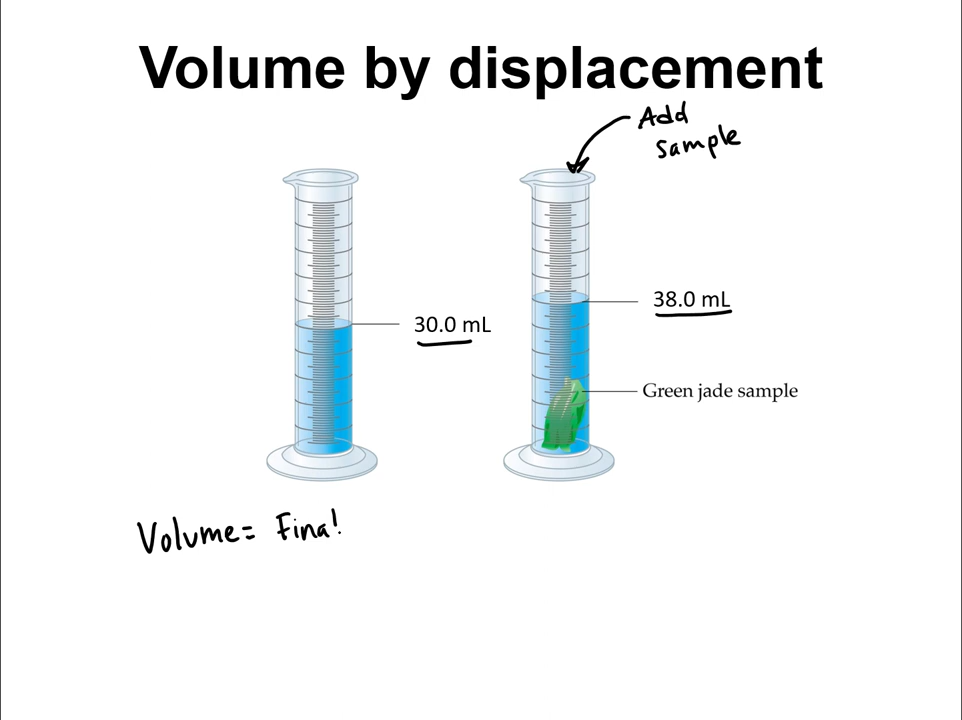 Volume by displacement
Add
sample
38.0 mL
30.0 mL
Green jade sample
Volume= Final